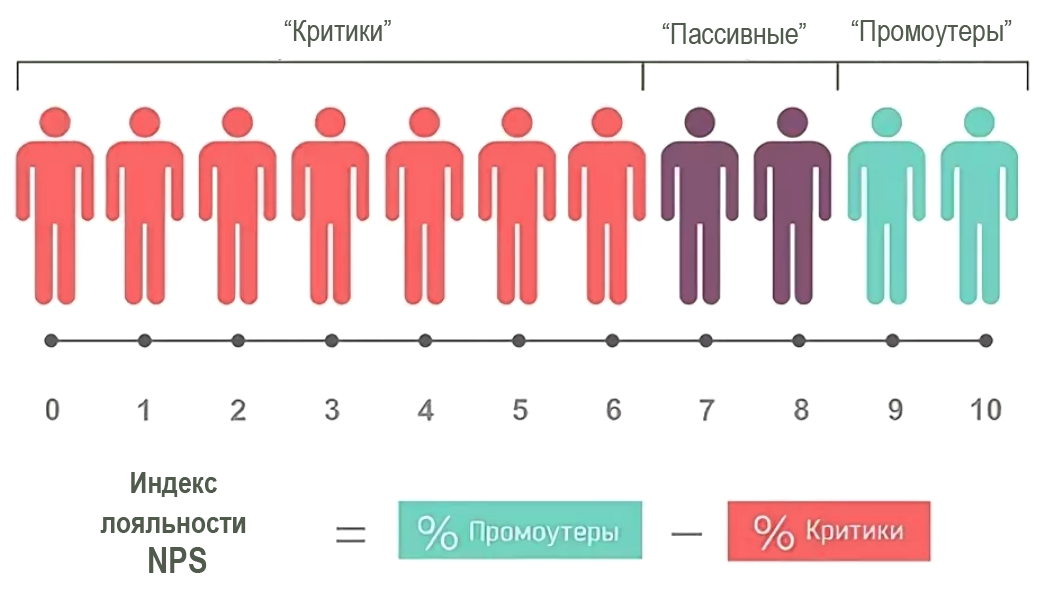 “Критики”
“Пассивные”
“Промоутеры”
0 1 2 3 4 5 6 7 8 9 10
Индекс
лояльности
NPS
= % Промоутеры — % Критики